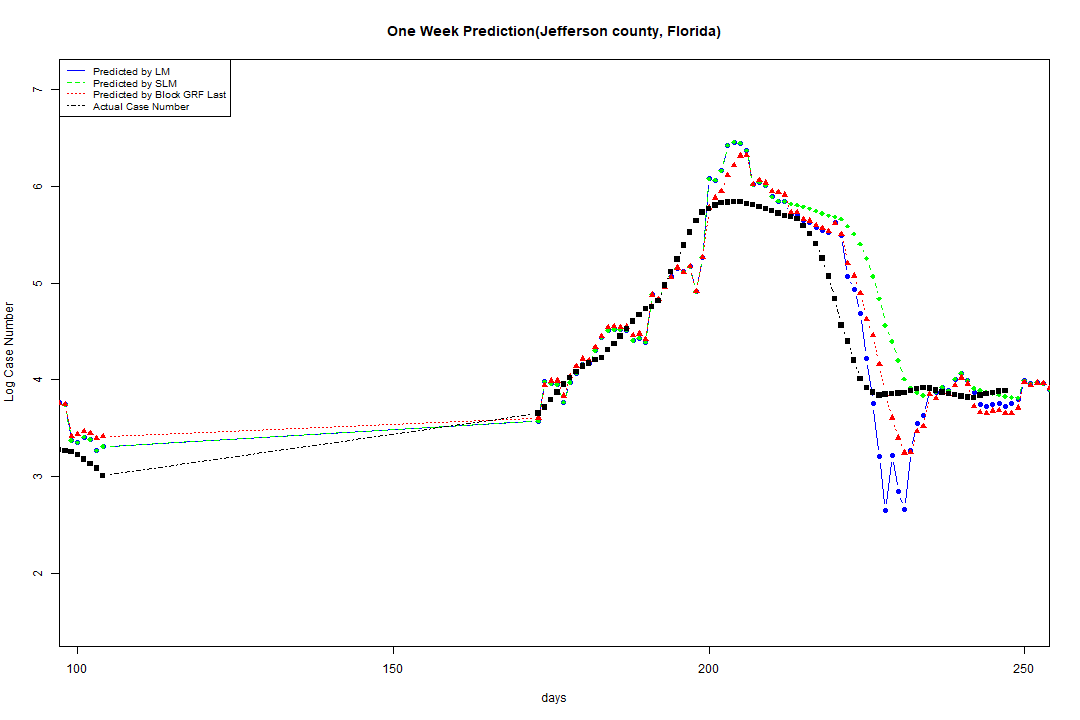 One Week Prediction(Jefferson county, Florida)
Predicted by LM
Predicted by SLM
Predicted by Block GRF Last
Actual Case Number
7
6
5
4
3
2
Log Case Number
100 150 200 250
days